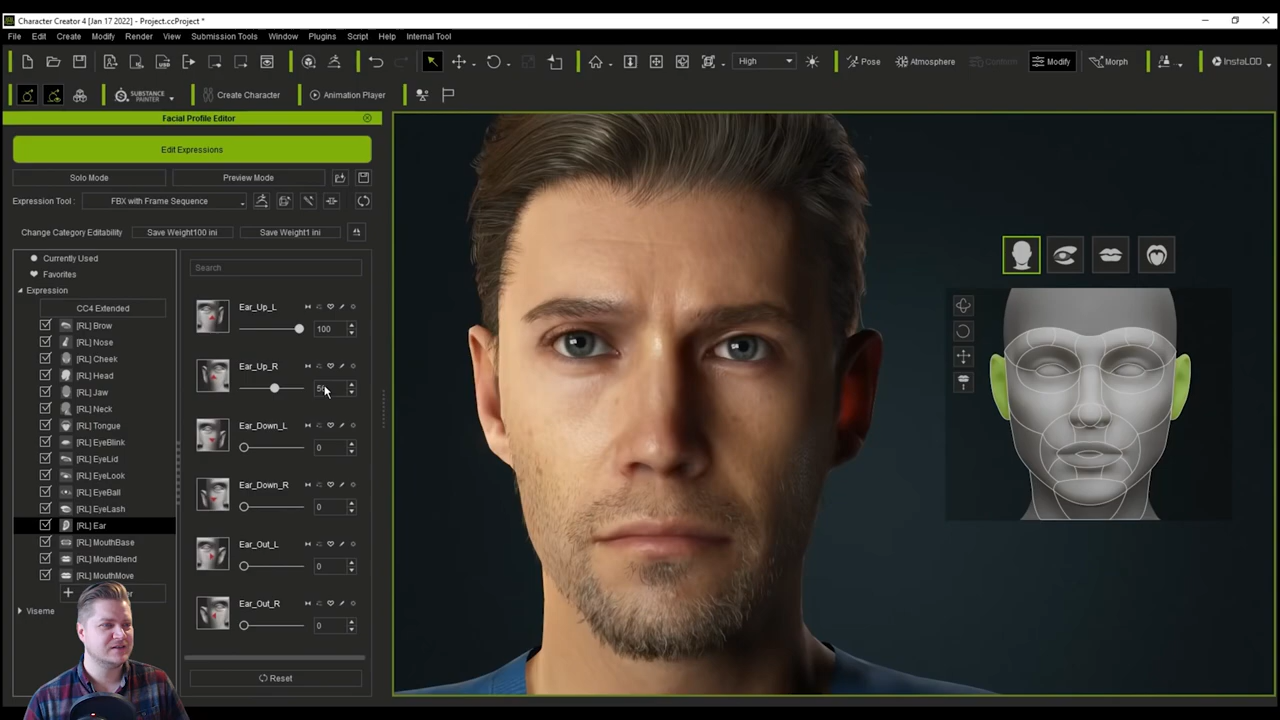 Character Creator 4 [Jan 17 2022] - Project.ccProject *
File Edit Create Modify Render View Submission Tools Window Plugins Script Help Internal Tool
High Pose Atmosphere Conform Modify Morph InstaLOD
SUBSTANCE PAINTER Create Character Animation Player
Facial Profile Editor
Edit Expressions
Solo Mode Preview Mode
Expression Tool : FBX with Frame Sequence
Change Category Editability Save Weight100 ini Save Weight1 ini
Currently Used
Favorites
Expression
CC4 Extended
[RL] Brow
[RL] Nose
[RL] Cheek
[RL] Head
[RL] Jaw
[RL] Neck
[RL] Tongue
[RL] EyeBlink
[RL] EyeLid
[RL] EyeLook
[RL] EyeBall
[RL] EyeLash
[RL] Ear
[RL] MouthBase
[RL] MouthBlend
[RL] MouthMove
Viseme
Search
Ear_Up_L
100
Ear_Up_R
Ear_Down_L
0
Ear_Down_R
0
Ear_Out_L
0
Ear_Out_R
0
Reset